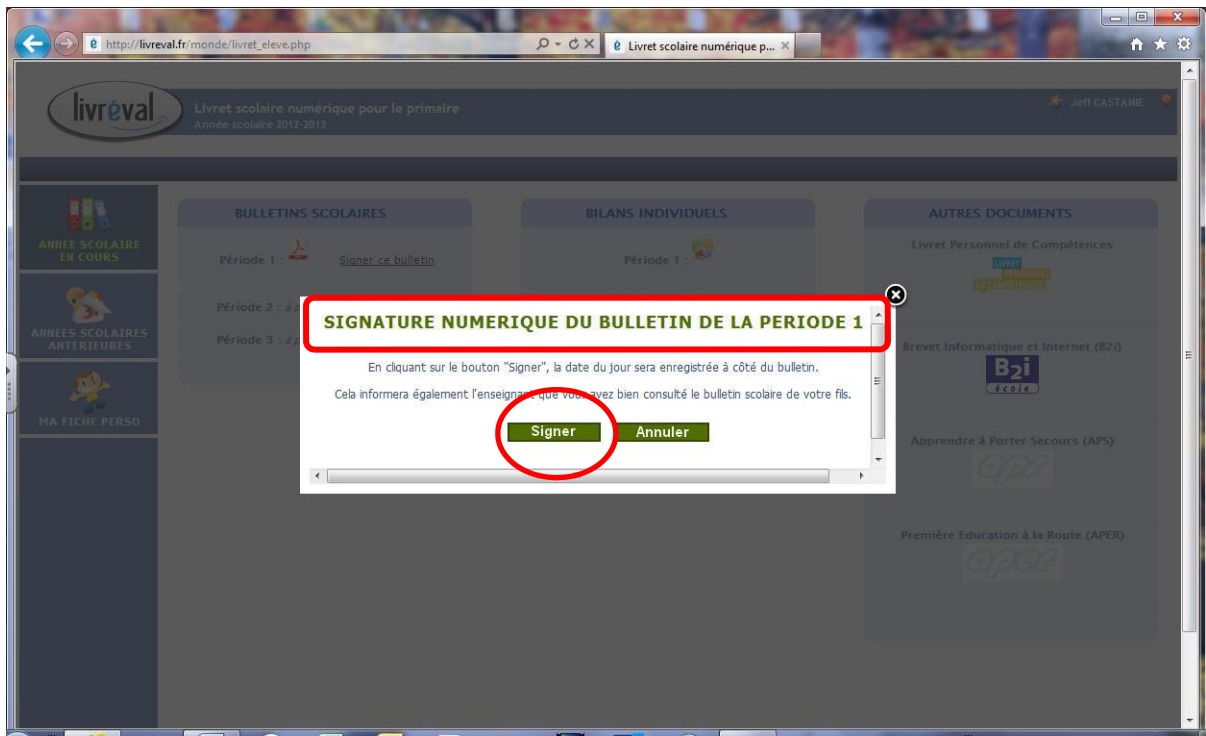 http://livreval.fr/monde/livret_eleve.php
Livret scolaire numérique p...
livréval
Livret scolaire numérique pour le primaire
Année scolaire 2012-2013
Jeff CASTANIE
ANNEE SCOLAIRE
EN COURS
ANNEES SCOLAIRES
ANTERIEURES
MA FICHE PERSO
BULLETINS SCOLAIRES
Période 1 :
Signer ce bulletin
Période 2 :
Période 3 :
BILANS INDIVIDUELS
Période 1 :
AUTRES DOCUMENTS
Livret Personnel de Compétences
Brevet Informatique et Internet (B2i)
B2i
école
Apprendre à Porter Secours (APS)
Première Education à la Route (APER)
aper
SIGNATURE NUMERIQUE DU BULLETIN DE LA PERIODE 1
En cliquant sur le bouton "Signer", la date du jour sera enregistrée à côté du bulletin.
Cela informera également l'enseignant que vous avez bien consulté le bulletin scolaire de votre fils.
Signer
Annuler